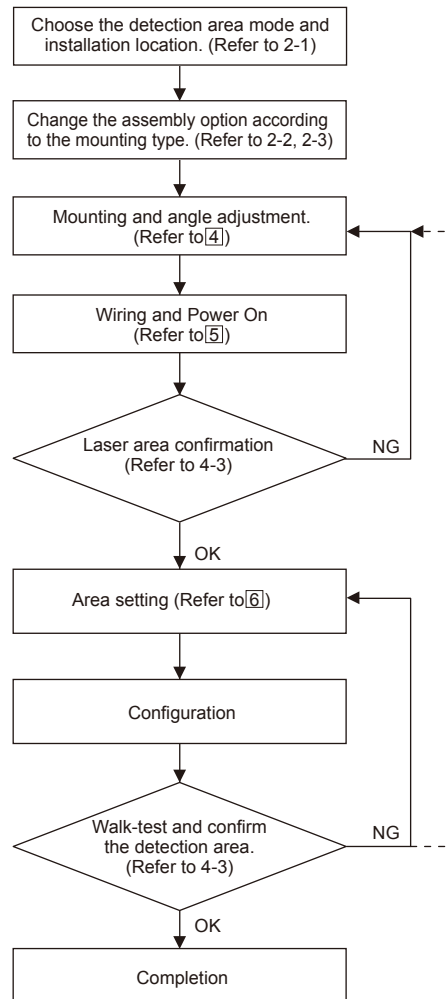 Choose the detection area mode and
installation location. (Refer to 2-1)
Change the assembly option according
to the mounting type. (Refer to 2-2, 2-3)
Mounting and angle adjustment.
(Refer to 4)
Wiring and Power On
(Refer to 5)
Laser area confirmation
(Refer to 4-3)
NG
OK
Area setting (Refer to 6)
Configuration
Walk-test and confirm
the detection area.
(Refer to 4-3)
NG
OK
Completion